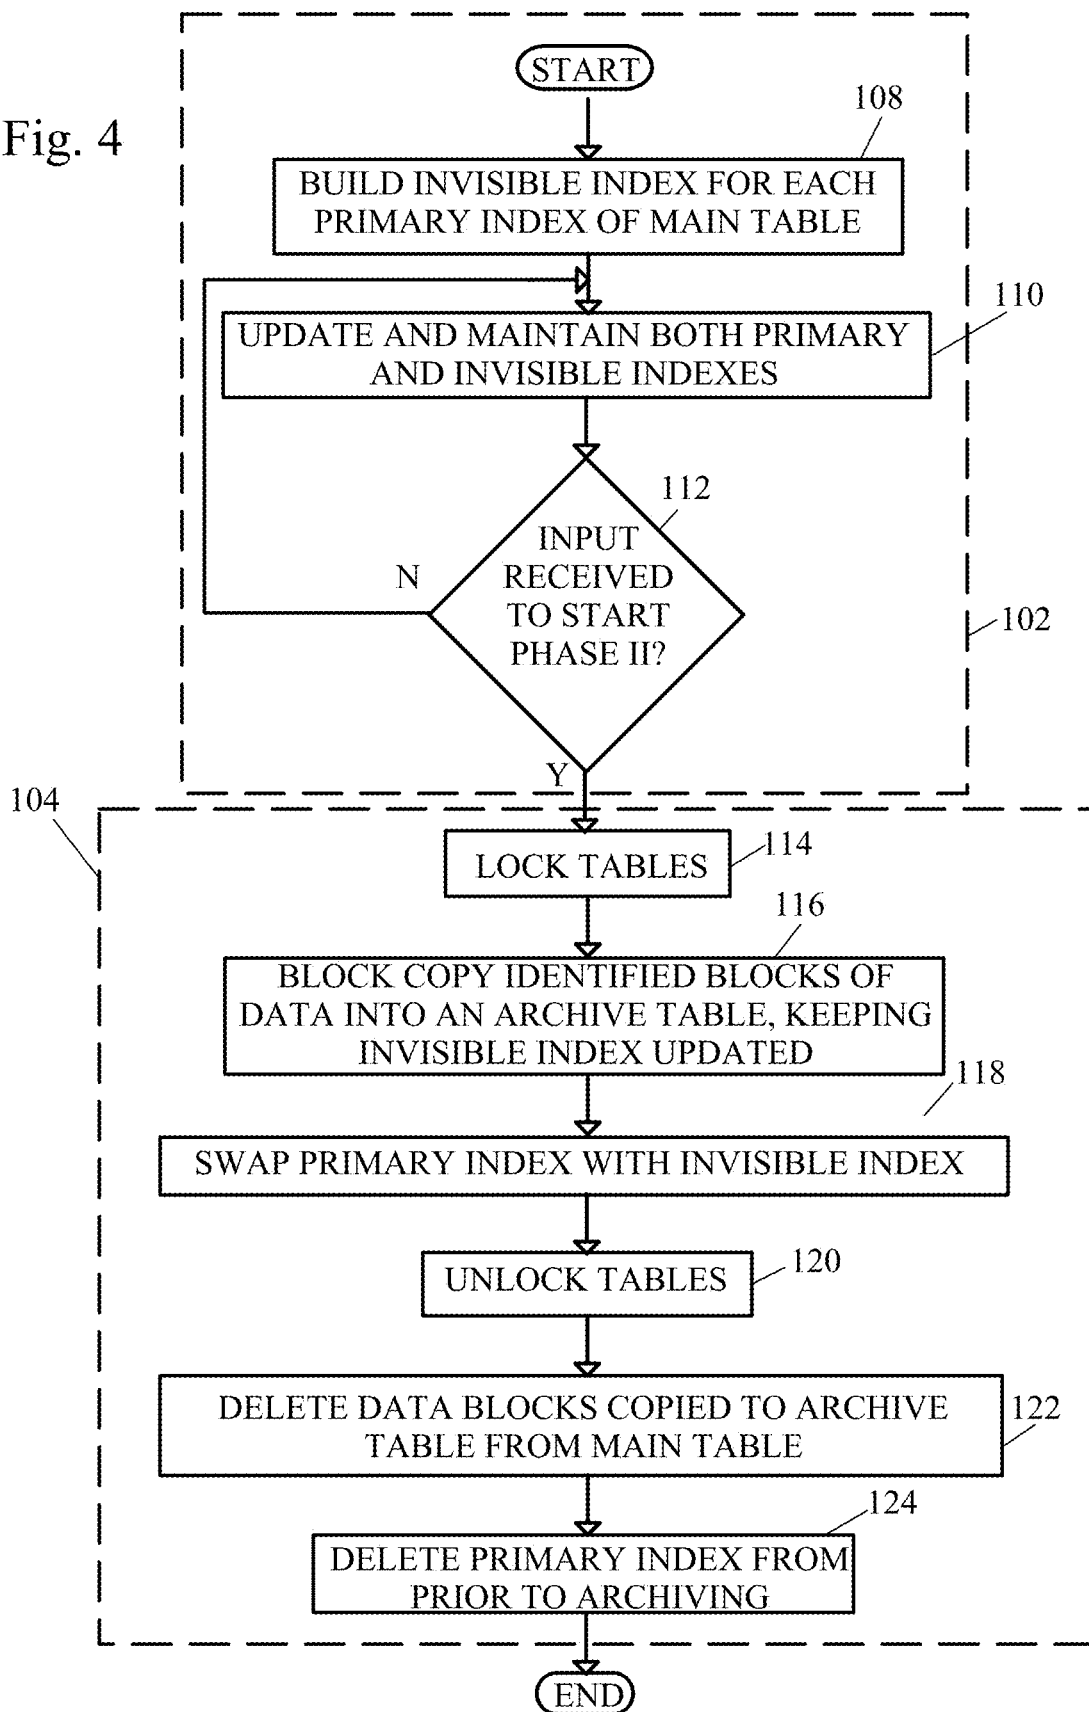 START
Fig. 4
108
BUILD INVISIBLE INDEX FOR EACH
PRIMARY INDEX OF MAIN TABLE
110
UPDATE AND MAINTAIN BOTH PRIMARY
AND INVISIBLE INDEXES
112
INPUT
RECEIVED
TO START
PHASE II?
N
102
Y
104
LOCK TABLES
114
116
BLOCK COPY IDENTIFIED BLOCKS OF
DATA INTO AN ARCHIVE TABLE, KEEPING
INVISIBLE INDEX UPDATED
118
SWAP PRIMARY INDEX WITH INVISIBLE INDEX
UNLOCK TABLES
120
DELETE DATA BLOCKS COPIED TO ARCHIVE
TABLE FROM MAIN TABLE
122
124
DELETE PRIMARY INDEX FROM
PRIOR TO ARCHIVING
END